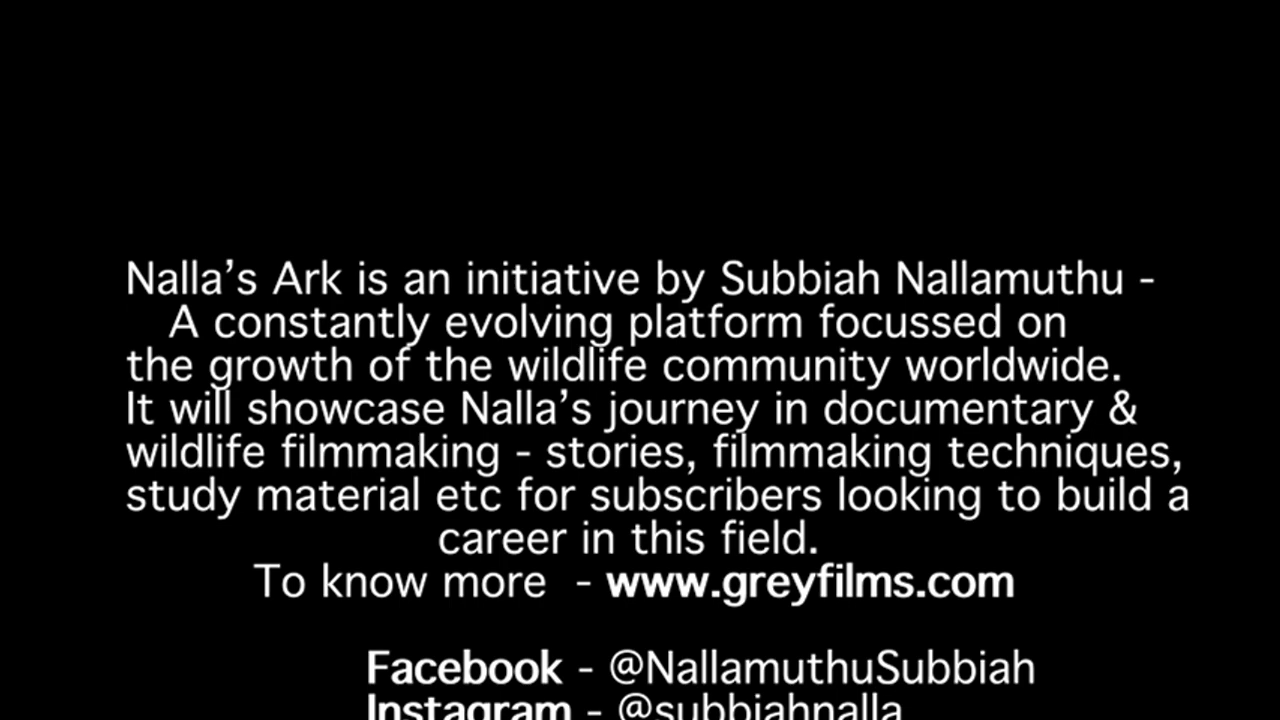 Nalla’s Ark is an initiative by Subbiah Nallamuthu -
A constantly evolving platform focussed on
the growth of the wildlife community worldwide.
It will showcase Nalla’s journey in documentary &
wildlife filmmaking - stories, filmmaking techniques,
study material etc for subscribers looking to build a
career in this field.
To know more - www.greyfilms.com
Facebook - @NallamuthuSubbiah
Instagram - @subbiahnalla